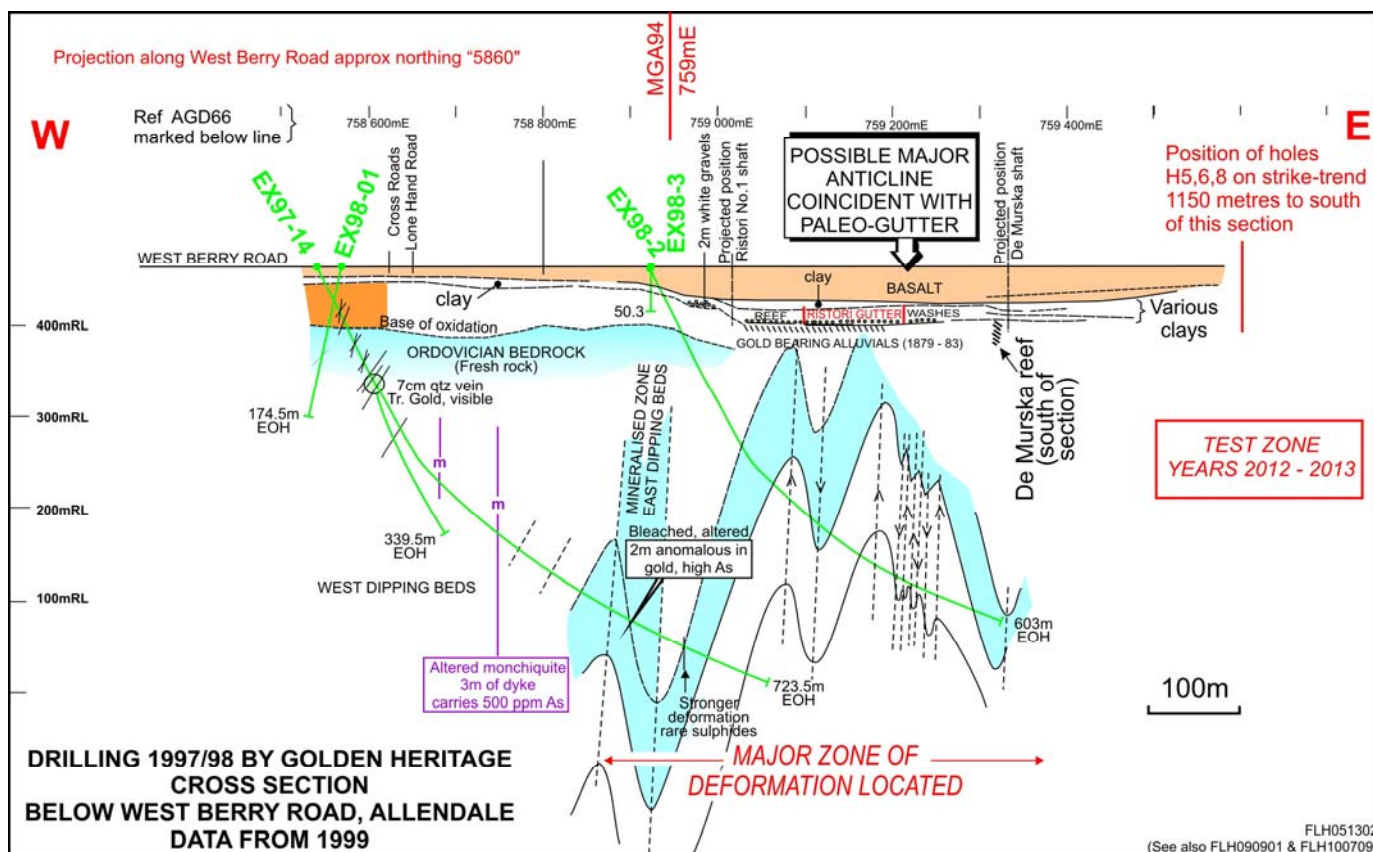 Projection along West Berry Road approx northing "5860"
MGA94
759mE
W
E
Ref AGD66
marked below line
758 600mE
758 800mE
759 000mE
759 200mE
759 400mE
EX97-14
EX98-01
Cross Roads
Lone Hand Road
EX98-2
EX98-3
2m white gravels
Projected position
Ristori No.1 shaft
POSSIBLE MAJOR
ANTICLINE
COINCIDENT WITH
PALEO-GUTTER
Projected position
De Murska shaft
Position of holes
H5,6,8 on strike-trend
1150 metres to south
of this section
WEST BERRY ROAD
clay
clay
BASALT
50.3
REEF
RISTORI GUTTER
WASHES
Various
clays
400mRL
Base of oxidation
GOLD BEARING ALLUVIALS (1879 - 83)
ORDOVICIAN BEDROCK
(Fresh rock)
7cm qtz vein
Tr. Gold, visible
De Murska reef
(south of
section)
300mRL
174.5m
EOH
MINERALISED ZONE
EAST DIPPING BEDS
TEST ZONE
YEARS 2012 - 2013
m
m
200mRL
339.5m
EOH
Bleached, altered
2m anomalous in
gold, high As
WEST DIPPING BEDS
100mRL
603m
EOH
Altered monchiquite
3m of dyke
carries 500 ppm As
723.5m
EOH
Stronger
deformation
rare sulphides
100m
MAJOR ZONE OF
DEFORMATION LOCATED
DRILLING 1997/98 BY GOLDEN HERITAGE
CROSS SECTION
BELOW WEST BERRY ROAD, ALLENDALE
DATA FROM 1999
FLH051302
(See also FLH090901 & FLH100709